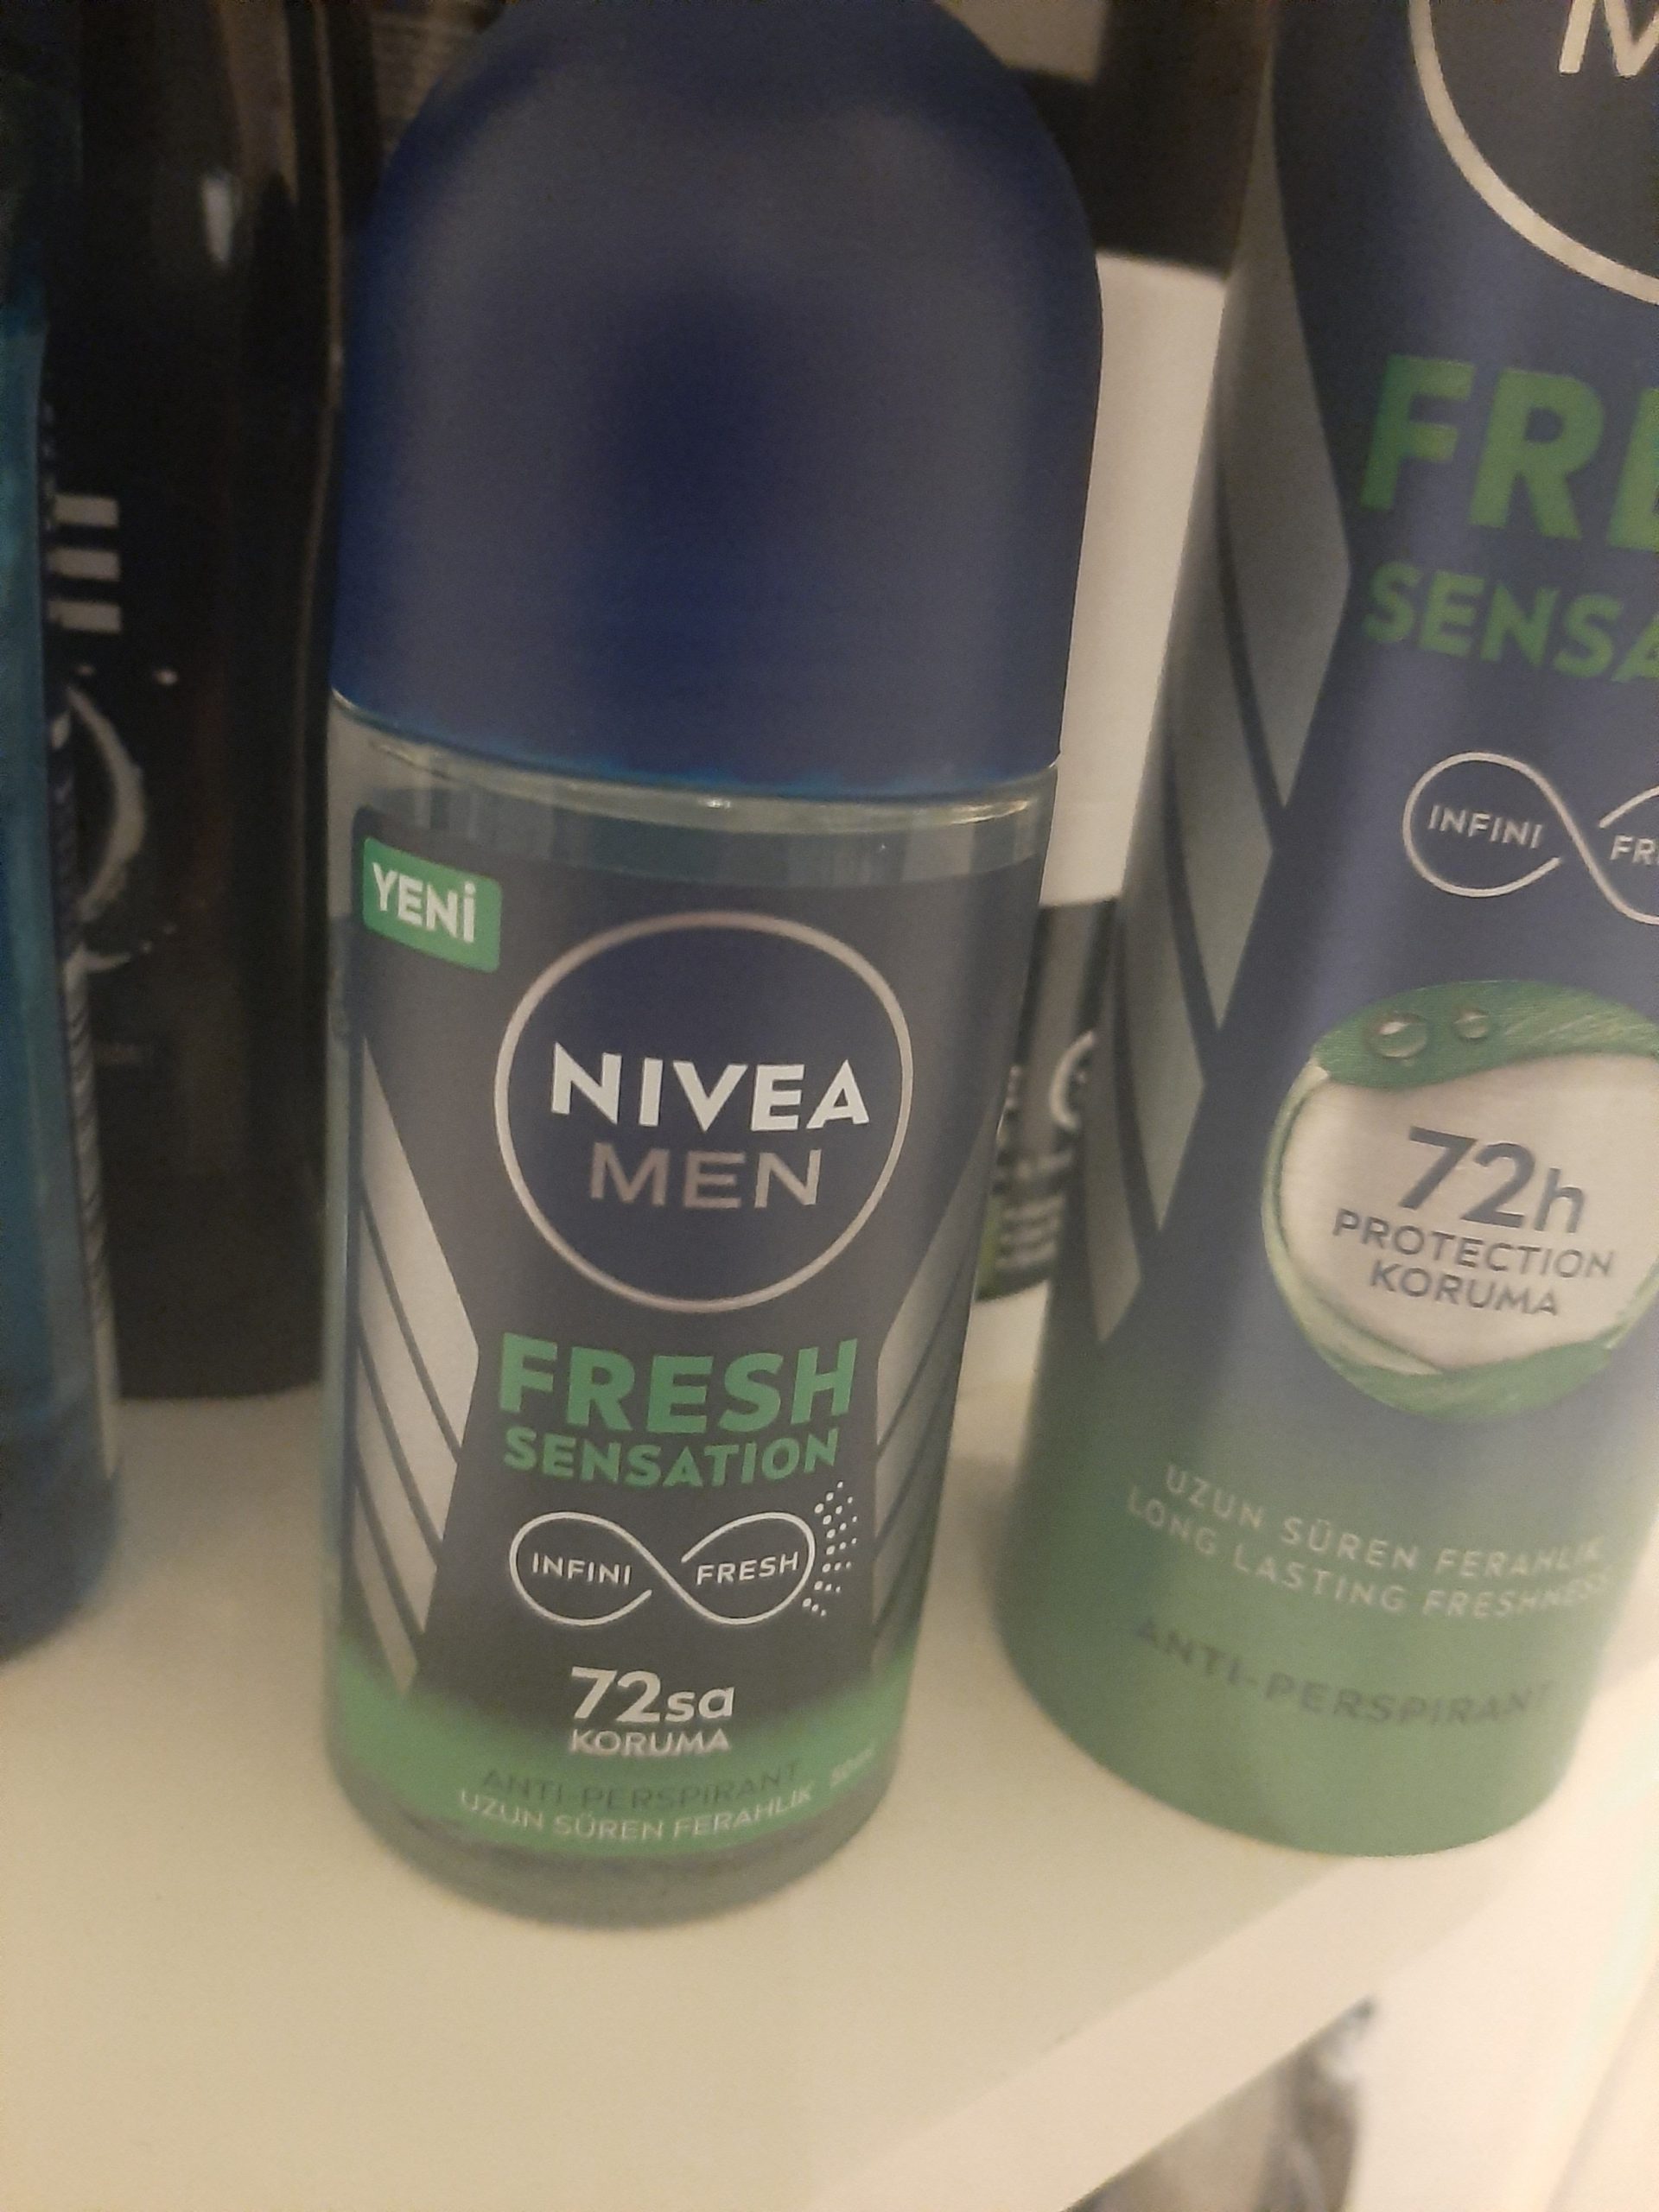 YENİ
NIVEA
MEN
FRESH
SENSATION
INFINI FRESH
72sa
KORUMA
ANTI-PERSPIRANT
UZUN SÜREN FERAHLIK
M
FRE
SENSA
INFINI FR
72h
PROTECTION
KORUMA
UZUN SÜREN FERAHLIK
LONG LASTING FRESHNESS
ANTI-PERSPIRANT